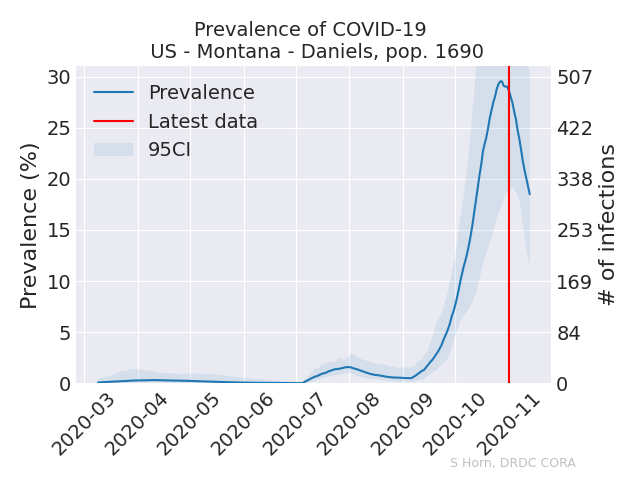 Prevalence of COVID-19
US - Montana - Daniels, pop. 1690
Prevalence (%)
30
25
20
15
10
5
0
Prevalence
Latest data
95CI
507
422
338
253
169
84
0
# of infections
2020-03
2020-04
2020-05
2020-06
2020-07
2020-08
2020-09
2020-10
2020-11
S Horn, DRDC CORA